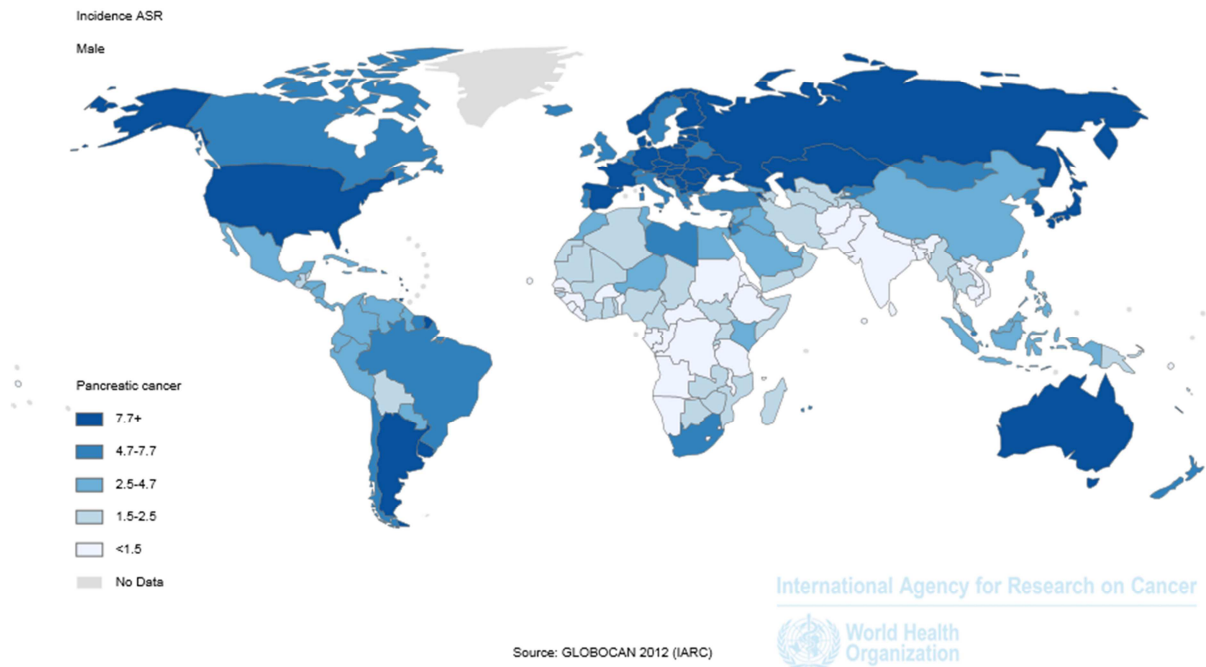 Incidence ASR
Male
Pancreatic cancer
7.7+
4.7-7.7
2.5-4.7
1.5-2.5
<1.5
No Data
International Agency for Research on Cancer
World Health
Organization
Source: GLOBOCAN 2012 (IARC)